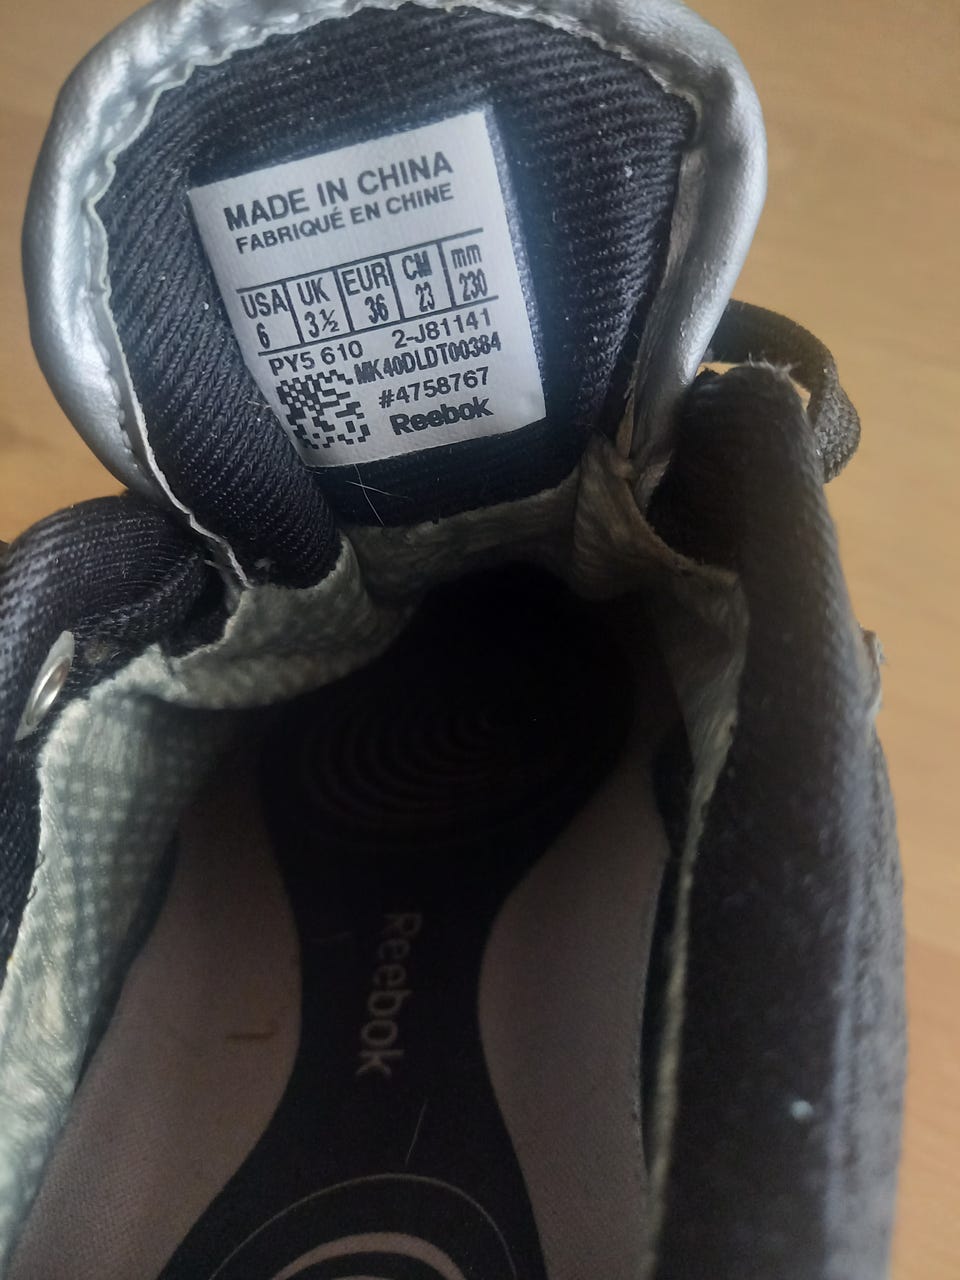 MADE IN CHINA
FABRIQUÉ EN CHINE
USA UK EUR CM mm
6 3½ 36 23 230
PY5 610 2-J81141
MK40DLDT00384
#4758767
Reebok
Reebok